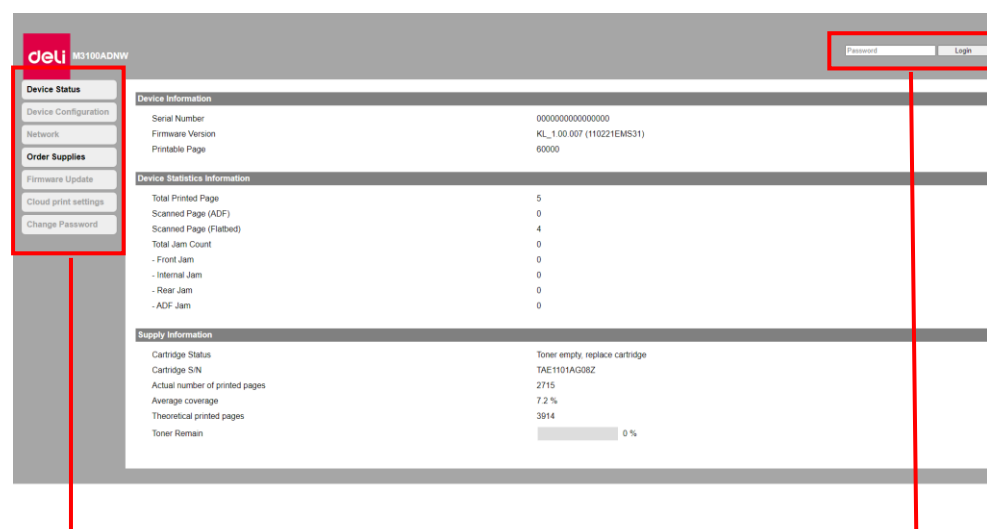 deli M3100ADNW
Password Login
Device Status
Device Configuration
Network
Order Supplies
Firmware Update
Cloud print settings
Change Password
Device Information
Serial Number 0000000000000000
Firmware Version KL_1.00.007 (110221EMS31)
Printable Page 60000
Device Statistics Information
Total Printed Page 5
Scanned Page (ADF) 0
Scanned Page (Flatbed) 4
Total Jam Count 0
- Front Jam 0
- Internal Jam 0
- Rear Jam 0
- ADF Jam 0
Supply Information
Cartridge Status Toner empty, replace cartridge
Cartridge S/N TAE1101AG08Z
Actual number of printed pages 2715
Average coverage 7.2 %
Theoretical printed pages 3914
Toner Remain 0 %